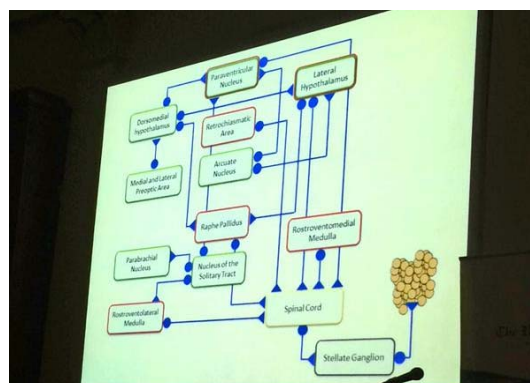 Paraventricular
Nucleus
Lateral
Hypothalamus
Dorsomedial
hypothalamus
Retrochiasmatic
Area
Arcuate
Nucleus
Medial and Lateral
Preoptic Area
Raphe Pallidus
Rostroventomedial
Medulla
Parabrachial
Nucleus
Nucleus of the
Solitary Tract
Rostroventolateral
Medulla
Spinal Cord
Stellate Ganglion